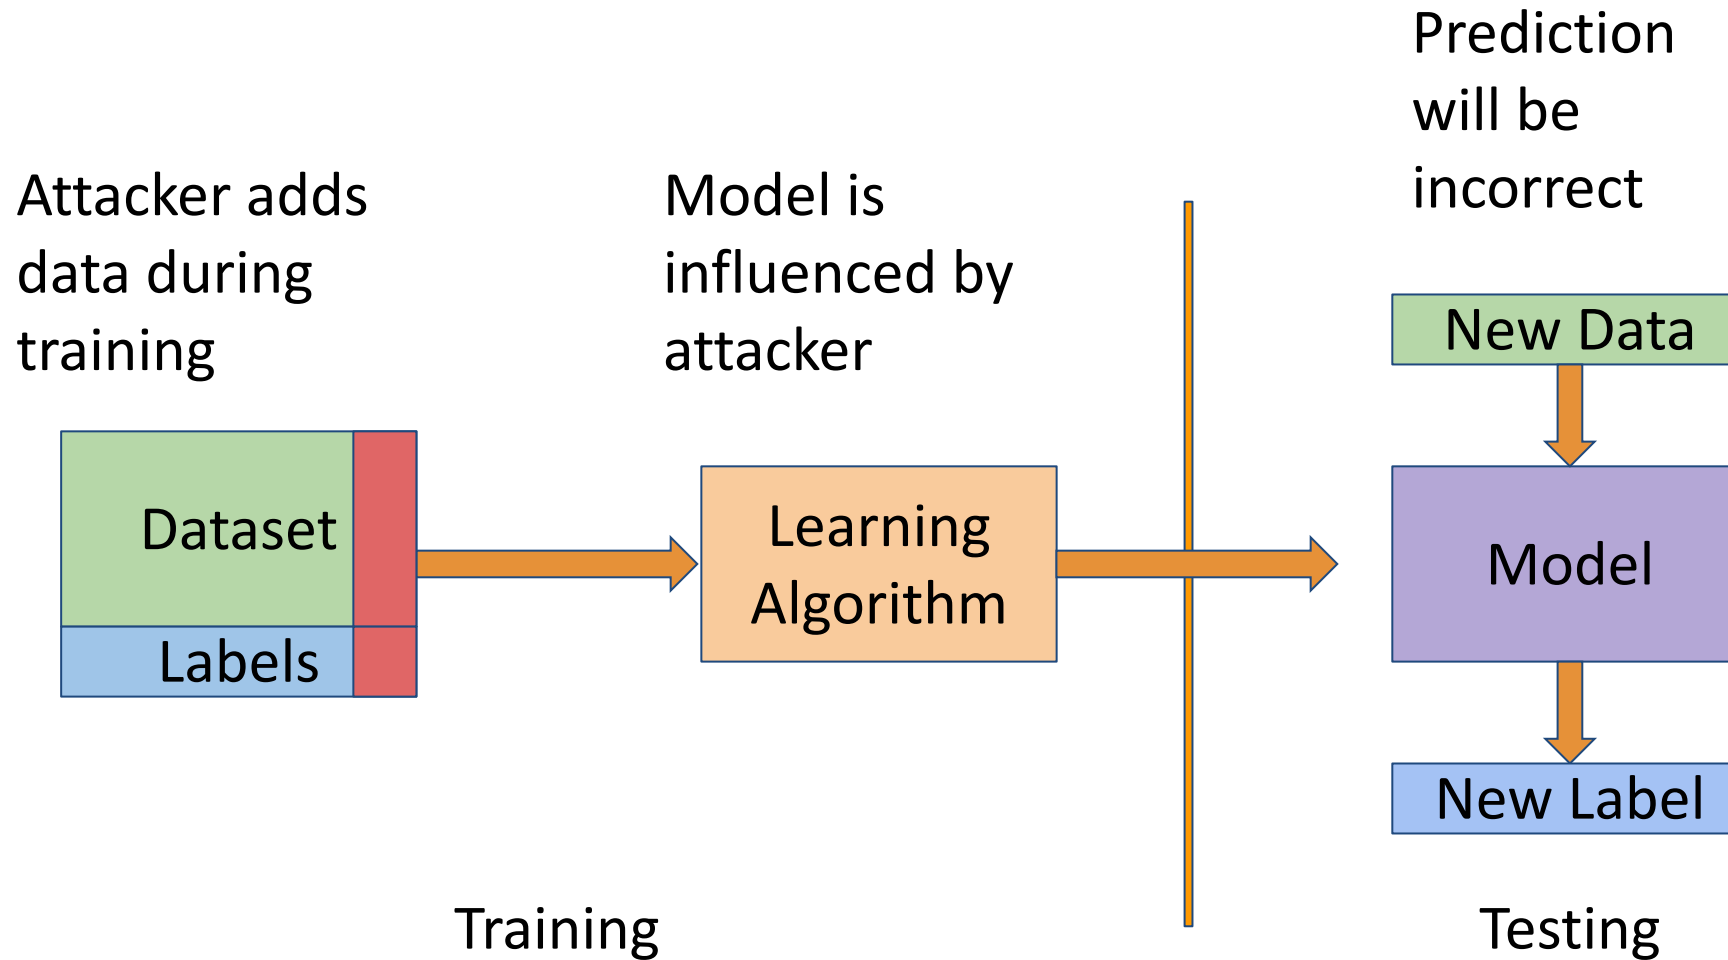 Attacker adds
data during
training
Model is
influenced by
attacker
Prediction
will be
incorrect
Dataset
Labels
Learning
Algorithm
New Data
Model
New Label
Training
Testing